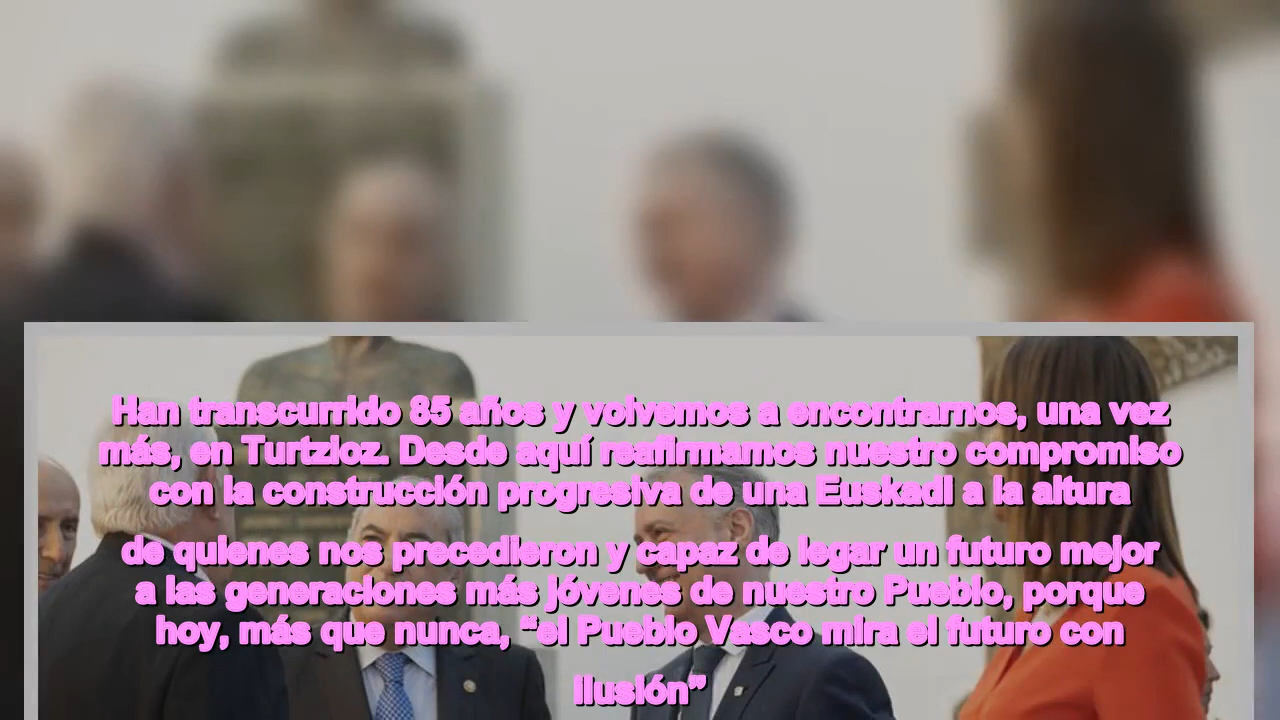 Han transcurrido 85 años y volvemos a encontrarnos, una vez
más, en Turtzioz. Desde aquí reafirmamos nuestro compromiso
con la construcción progresiva de una Euskadi a la altura
de quienes nos precedieron y capaz de legar un futuro mejor
a las generaciones más jóvenes de nuestro Pueblo, porque
hoy, más que nunca, “el Pueblo Vasco mira el futuro con
ilusión”